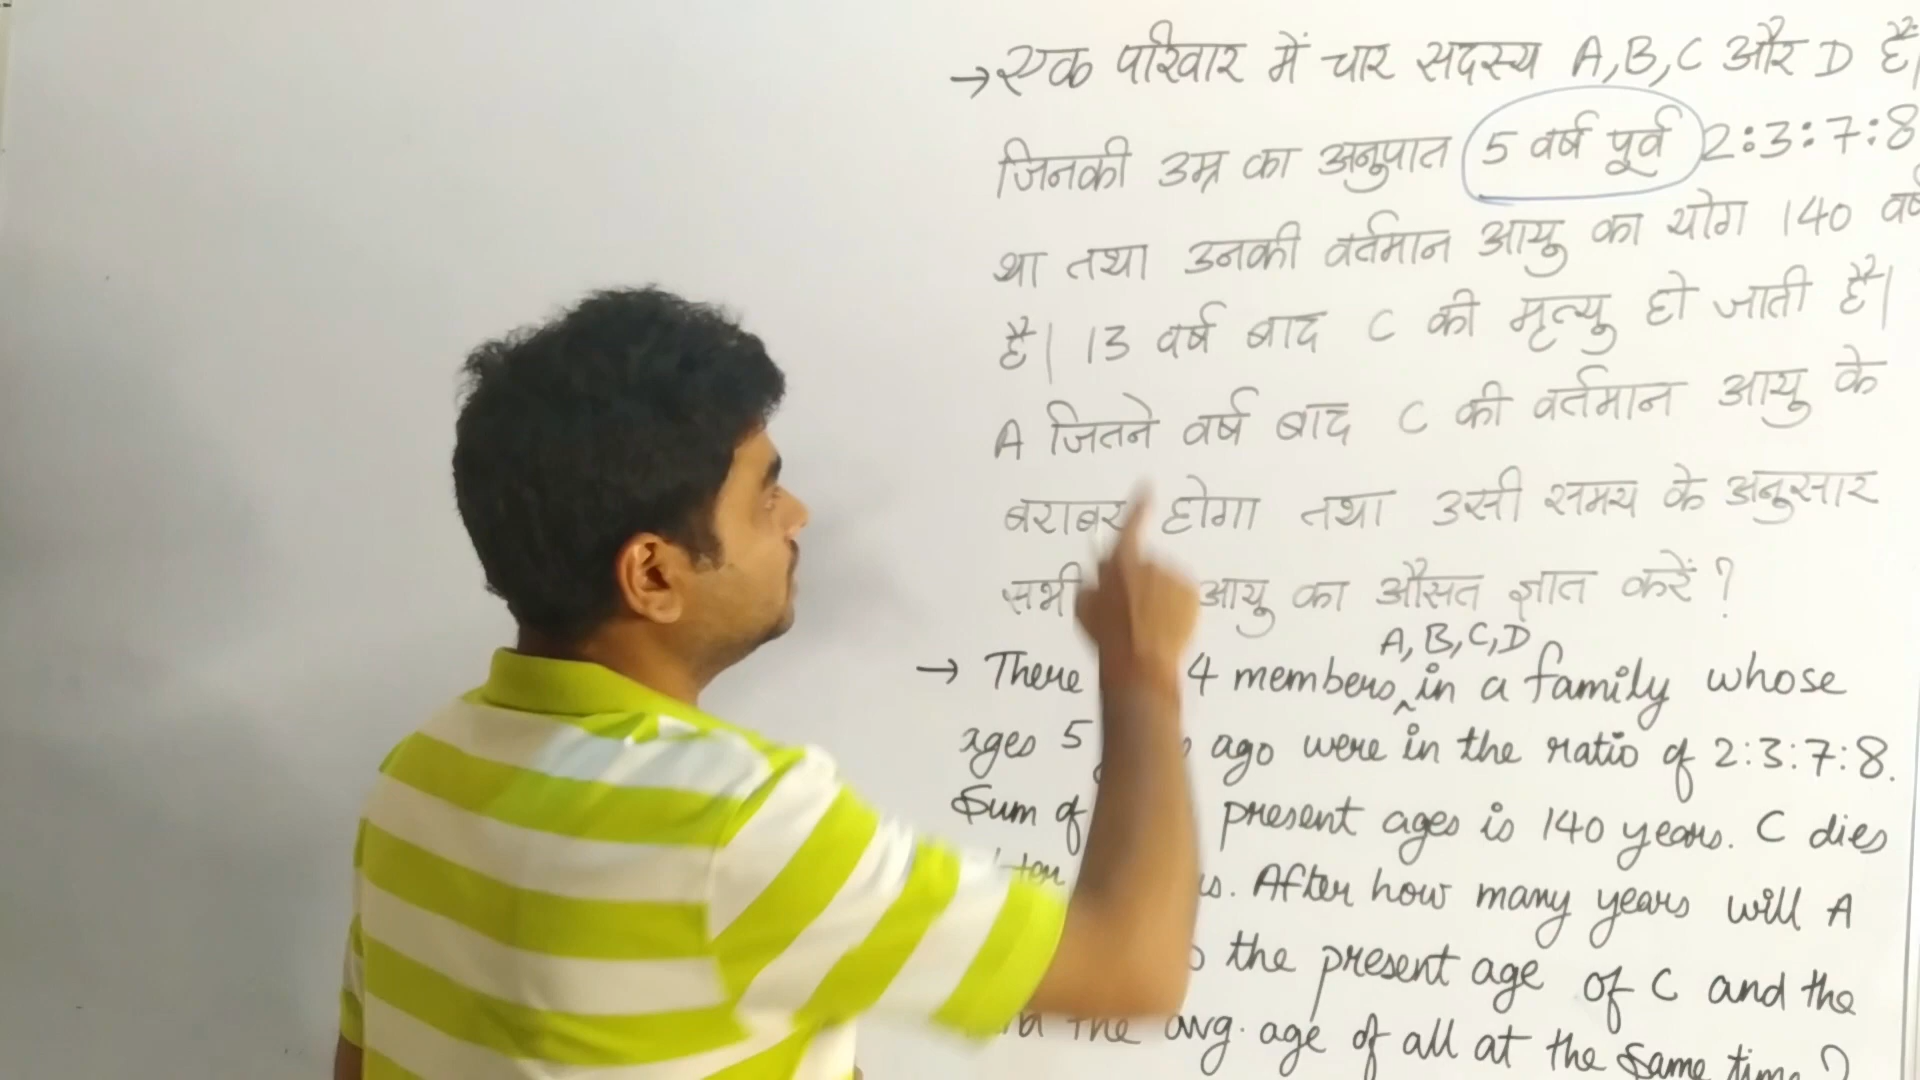 → एक परिवार में चार सदस्य A, B, C और D हैं|
जिनकी उम्र का अनुपात 5 वर्ष पूर्व 2:3:7:8
था तथा उनकी वर्तमान आयु का योग 140 वर्ष
है| 13 वर्ष बाद C की मृत्यु हो जाती है|
A जितने वर्ष बाद C की वर्तमान आयु के
बराबर होगा तथा उसी समय के अनुसार
सभी आयु का औसत ज्ञात करें?
A, B, C, D
→ There 4 members ^ in a family whose
ages 5 ago were in the ratio of 2:3:7:8.
Sum of present ages is 140 years. C dies
After how many years will A
the present age of C and the
the avg. age of all at the same time?